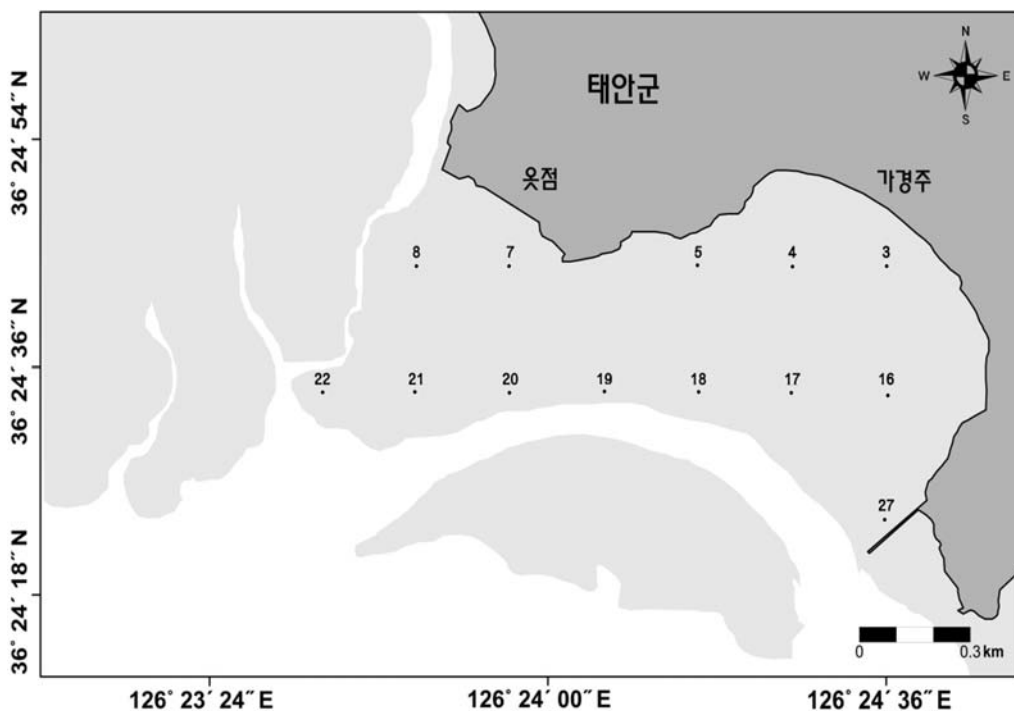 N
W E
S
태안군
옷점
가경주
8 7 5 4 3
22 21 20 19 18 17 16
27
0 0.3 km
36° 24′ 54″ N
36° 24′ 36″ N
36° 24′ 18″ N
126° 23′ 24″ E 126° 24′ 00″ E 126° 24′ 36″ E